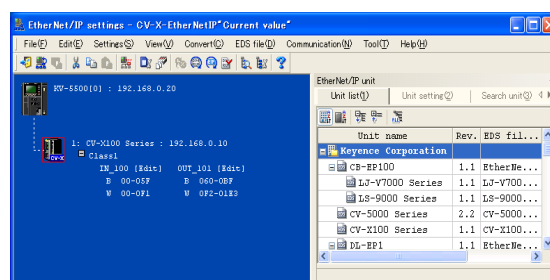 EtherNet/IP settings - CV-X-EtherNetIP"Current value"
File(F) Edit(E) Settings(S) View(V) Convert(C) EDS file(D) Communication(N) Tool(T) Help(H)
KV-5500[0] : 192.168.0.20
1: CV-X100 Series : 192.168.0.10
CV-X
Class1
IN_100 [Edit] OUT_101 [Edit]
B 00-05F B 060-0BF
W 00-0F1 W 0F2-01E3
EtherNet/IP unit
Unit list(1) Unit setting(2) Search unit(3)
Unit name Rev. EDS fil...
Keyence Corporation
CB-EP100 1.1 EtherNe...
LJ-V7000 Series 1.1 LJ-V700...
LS-9000 Series 1.1 LS-9000...
CV-5000 Series 2.2 CV-5000...
CV-X100 Series 1.1 CV-X100...
DL-EP1 1.1 EtherNe...